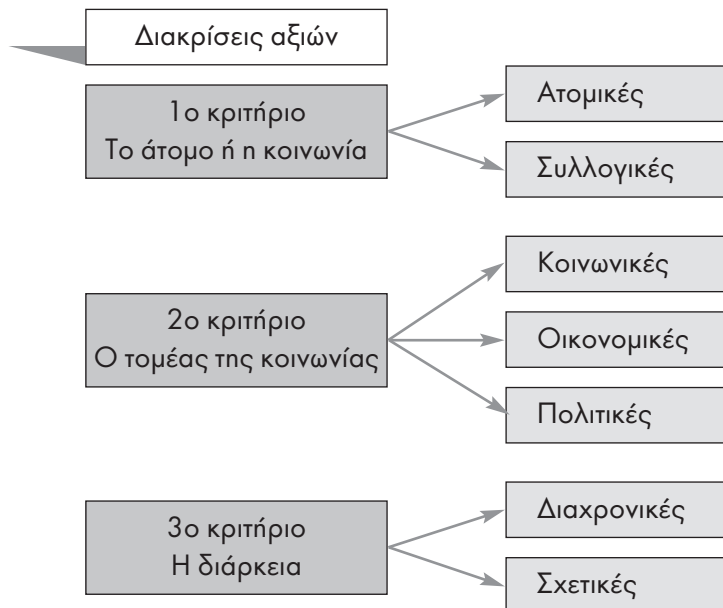 Διακρίσεις αξιών
1ο κριτήριο
Το άτομο ή η κοινωνία
Ατομικές
Συλλογικές
2ο κριτήριο
Ο τομέας της κοινωνίας
Κοινωνικές
Οικονομικές
Πολιτικές
3ο κριτήριο
Η διάρκεια
Διαχρονικές
Σχετικές